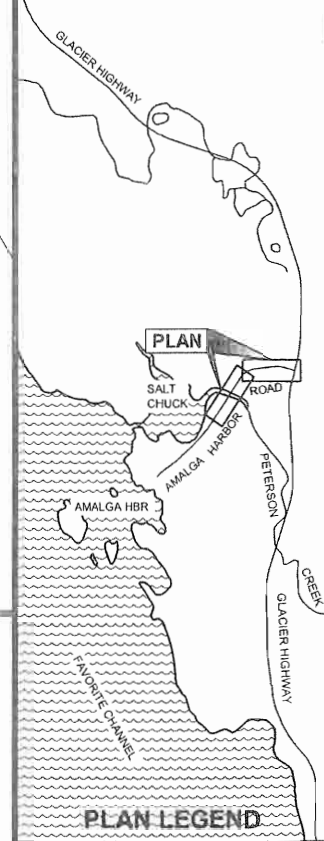 GLACIER HIGHWAY
PLAN
SALT
CHUCK
ROAD
AMALGA HARBOR
PETERSON
CREEK
AMALGA HBR
GLACIER HIGHWAY
FAVORITE CHANNEL
PLAN LEGEND